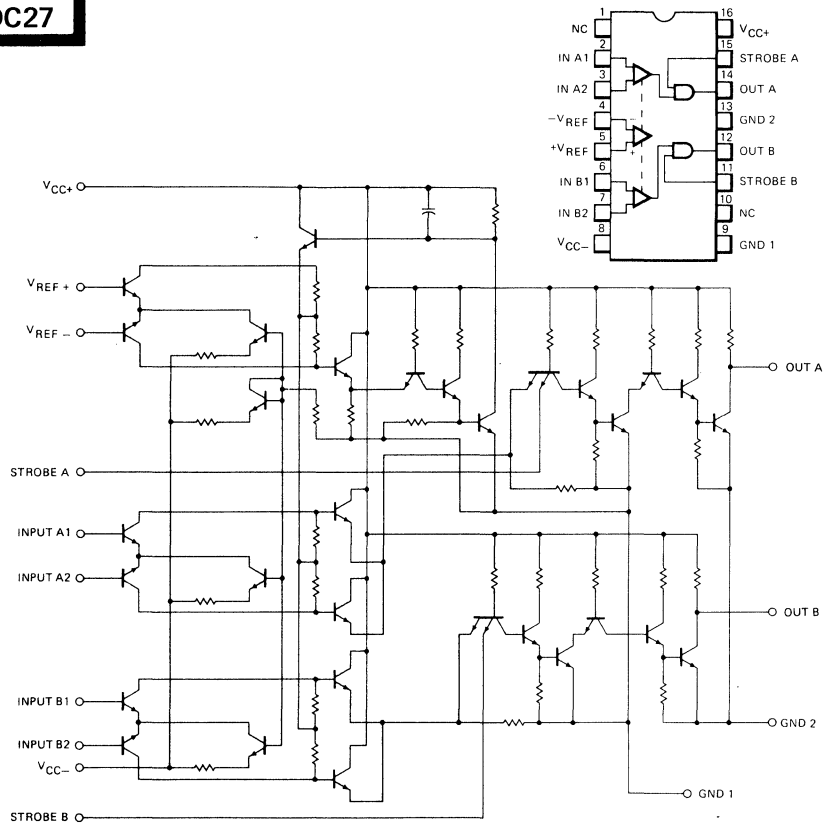 OC27
1
NC
16
VCC+
2
IN A1
15
STROBE A
3
IN A2
14
OUT A
4
−VREF
−
13
GND 2
5
+VREF
+
12
OUT B
6
IN B1
11
STROBE B
7
IN B2
10
NC
8
VCC−
9
GND 1
VCC+
VREF +
VREF −
OUT A
STROBE A
INPUT A1
INPUT A2
OUT B
INPUT B1
GND 2
INPUT B2
VCC−
GND 1
STROBE B